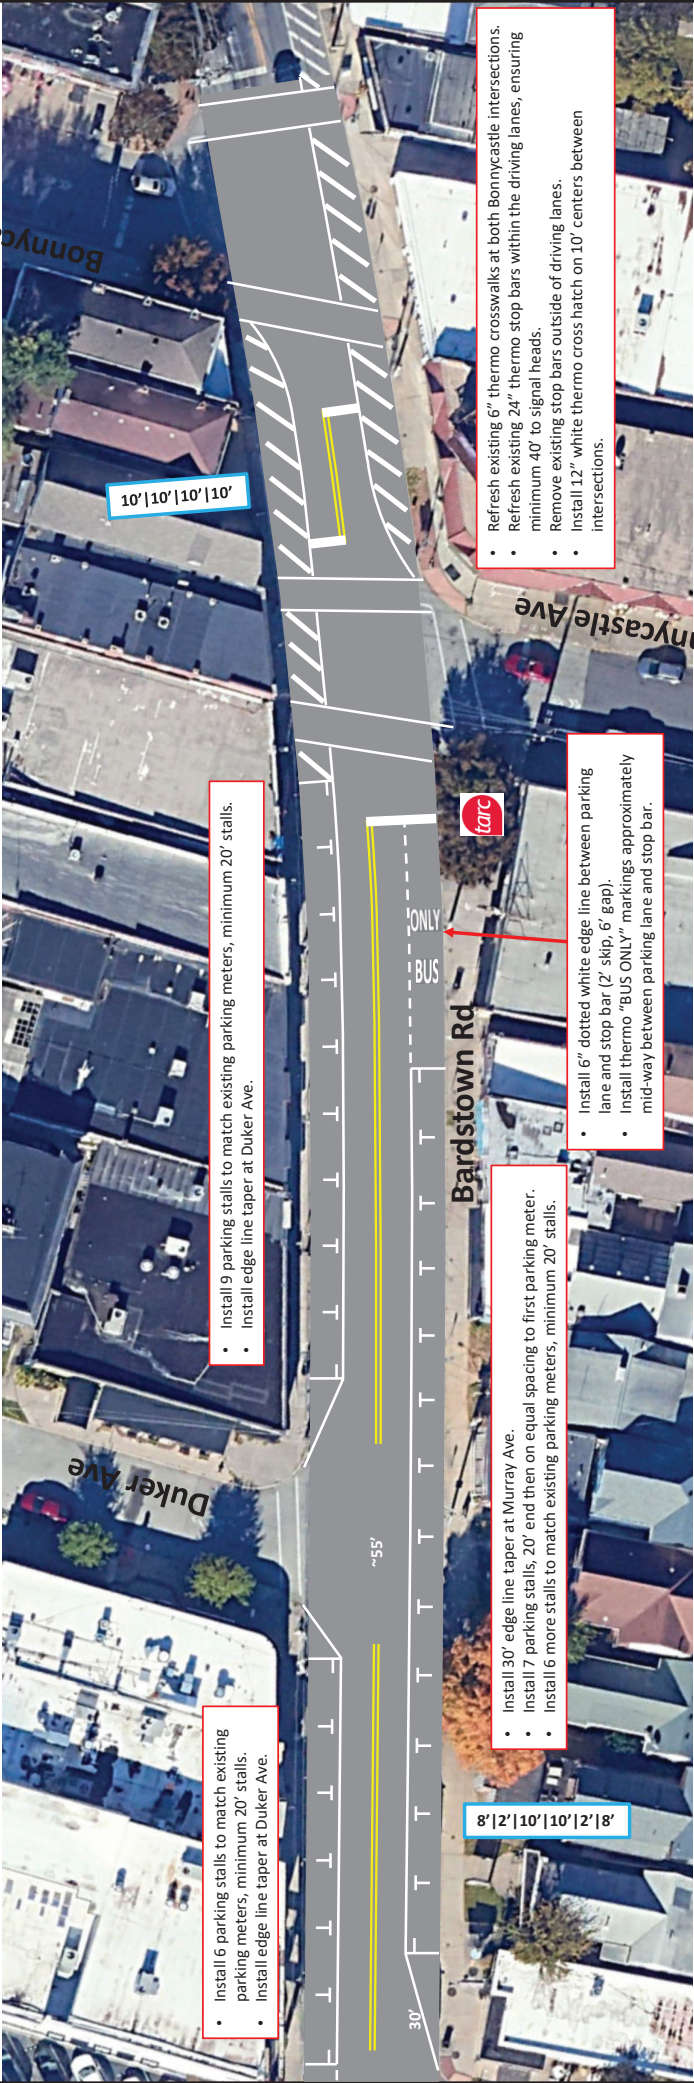 • Install 6 parking stalls to match existing
parking meters, minimum 20’ stalls.
• Install edge line taper at Duker Ave.
Duker Ave
• Install 9 parking stalls to match existing parking meters, minimum 20’ stalls.
• Install edge line taper at Duker Ave.
10’|10’|10’|10’
30’
~55’
BUS
ONLY
Bardstown Rd
tarc
8’|2’|10’|10’|2’|8’
• Install 30’ edge line taper at Murray Ave.
• Install 7 parking stalls, 20’ end then on equal spacing to first parking meter.
• Install 6 more stalls to match existing parking meters, minimum 20’ stalls.
• Install 6” dotted white edge line between parking
lane and stop bar (2’ skip, 6’ gap).
• Install thermo “BUS ONLY” markings approximately
mid-way between parking lane and stop bar.
nnycastle Ave
Bonnyca
• Refresh existing 6” thermo crosswalks at both Bonnycastle intersections.
• Refresh existing 24” thermo stop bars within the driving lanes, ensuring
minimum 40’ to signal heads.
• Remove existing stop bars outside of driving lanes.
• Install 12” white thermo cross hatch on 10’ centers between
intersections.